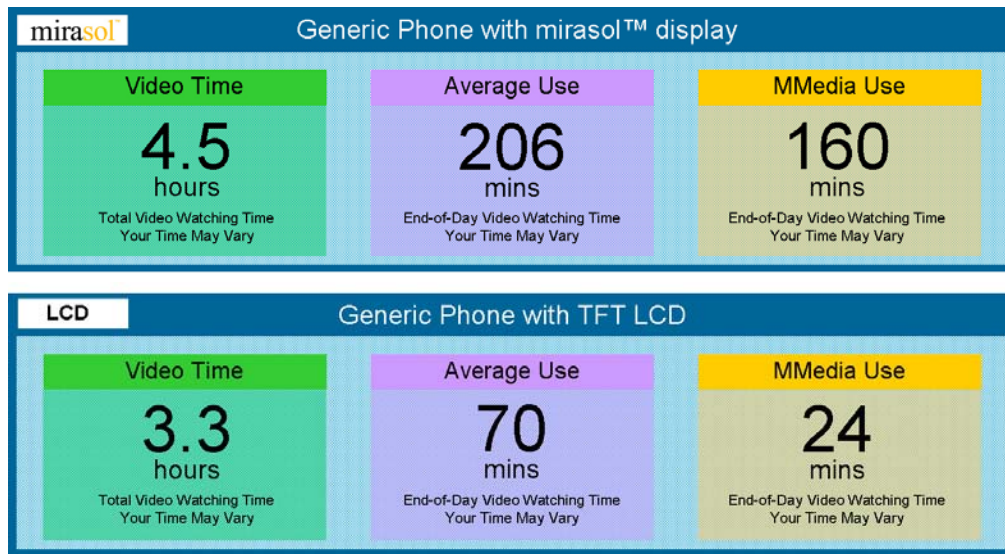 mirasol™
Generic Phone with mirasol™ display
Video Time
4.5
hours
Total Video Watching Time
Your Time May Vary
Average Use
206
mins
End-of-Day Video Watching Time
Your Time May Vary
MMedia Use
160
mins
End-of-Day Video Watching Time
Your Time May Vary
LCD
Generic Phone with TFT LCD
Video Time
3.3
hours
Total Video Watching Time
Your Time May Vary
Average Use
70
mins
End-of-Day Video Watching Time
Your Time May Vary
MMedia Use
24
mins
End-of-Day Video Watching Time
Your Time May Vary